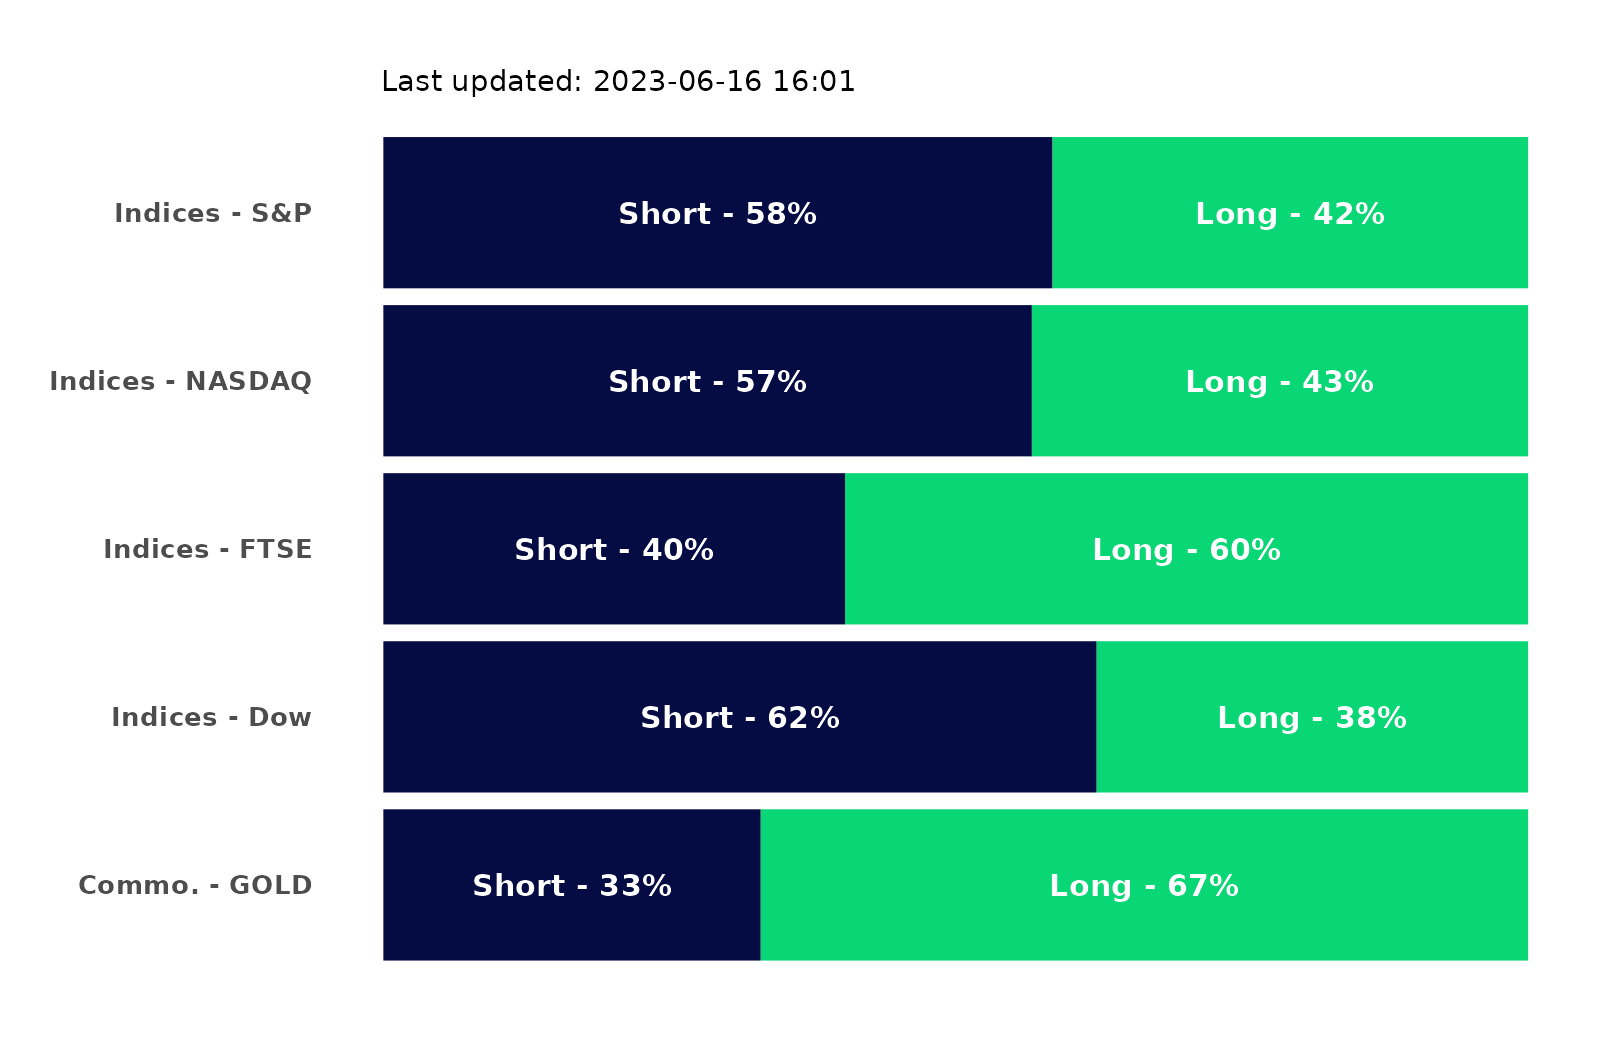 Last updated: 2023-06-16 16:01
Indices - S&P Short - 58% Long - 42%
Indices - NASDAQ Short - 57% Long - 43%
Indices - FTSE Short - 40% Long - 60%
Indices - Dow Short - 62% Long - 38%
Commo. - GOLD Short - 33% Long - 67%